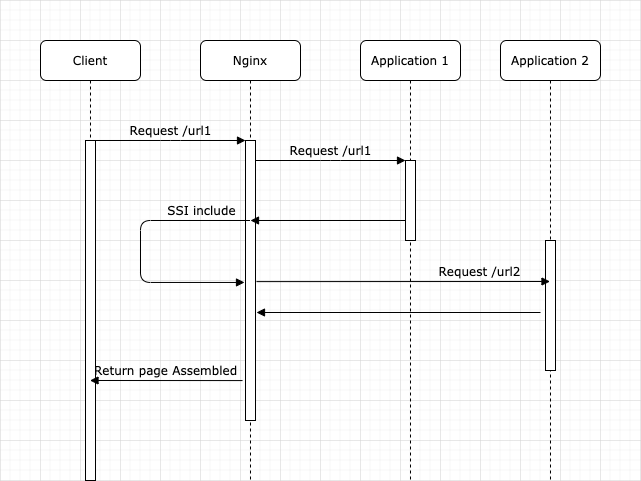 Client
Nginx
Application 1
Application 2
Request /url1
Request /url1
SSI include
Request /url2
Return page Assembled